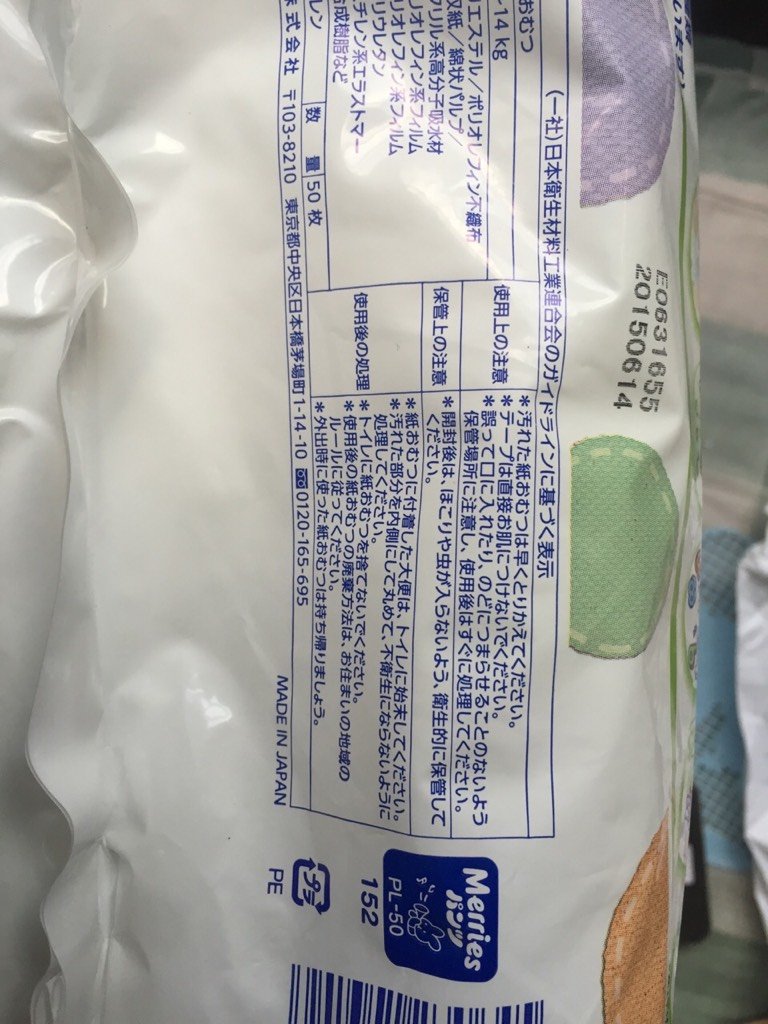 います)
(一社)日本衛生材料工業連合会のガイドラインに基づく表示
おむつ
14 kg
リエステル/ポリオレフィン不織布
綿状パルプ/
リル系高分子吸水材
リオレフィン系フィルム
リウレタン
チレン系エラストマー
リオレフィン系フィルム
成樹脂など
レン
数 量 50 枚
株式会社 〒103-8210 東京都中央区日本橋茅場町1-14-10 0120-165-695
使用上の注意
*汚れた紙おむつは早くとりかえてください。
*テープは直接お肌につけないでください。
*誤って口に入れたり、のどにつまらせることのないよう
保管場所に注意し、使用後はすぐに処理してください。
保管上の注意
*開封後は、ほこりや虫が入らないよう、衛生的に保管して
ください。
使用後の処理
*紙おむつに付着した大便は、トイレに始末してください。
*汚れた部分を内側にして丸めて、不衛生にならないように
処理してください。
*トイレに紙おむつを捨てないでください。
*使用後の紙おむつの廃棄方法は、お住まいの地域の
ルールに従ってください。
*外出時に使った紙おむつは持ち帰りましょう。
MADE IN JAPAN
E0631655
20150614
Merries
パンツ
PL-50
152
プラ
PE